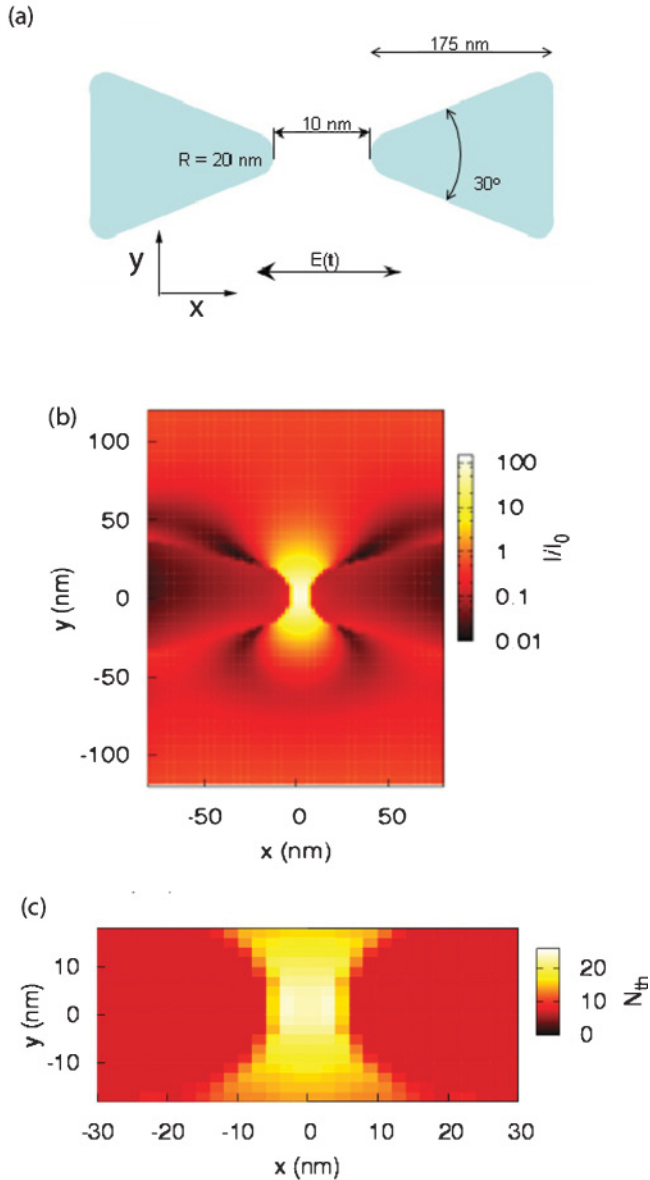 (a)
175 nm
10 nm
R = 20 nm
30°
y
x
E(t)
(b)
100
50
0
-50
-100
y (nm)
-50 0 50
x (nm)
100
10
1
0.1
0 01
I/I0
(c)
10
0
-10
y (nm)
-30 -20 -10 0 10 20 30
x (nm)
20
10
0
Nth